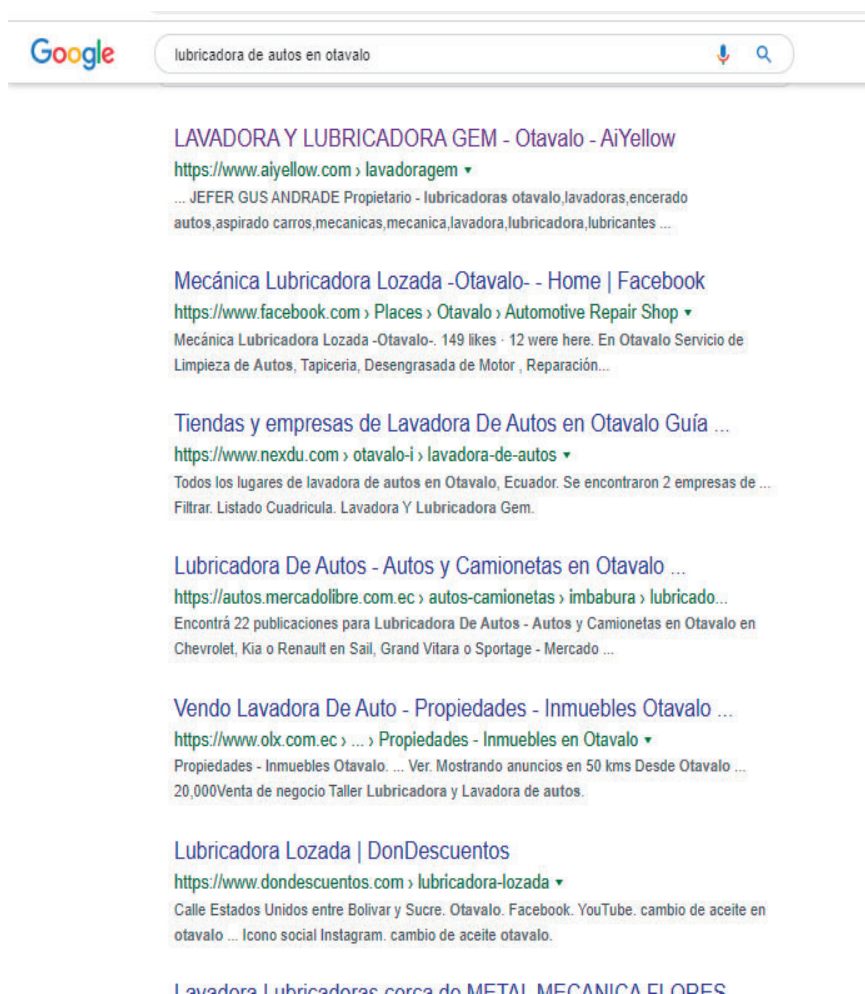 Google
lubricadora de autos en otavalo
LAVADORA Y LUBRICADORA GEM - Otavalo - AiYellow
https://www.aiyellow.com › lavadoragem
... JEFER GUS ANDRADE Propietario - lubricadoras otavalo,lavadoras,encerado
autos,aspirado carros,mecanicas,mecanica,lavadora,lubricadora,lubricantes ...
Mecánica Lubricadora Lozada -Otavalo- - Home | Facebook
https://www.facebook.com › Places › Otavalo › Automotive Repair Shop
Mecánica Lubricadora Lozada -Otavalo-. 149 likes · 12 were here. En Otavalo Servicio de
Limpieza de Autos, Tapiceria, Desengrasada de Motor , Reparación...
Tiendas y empresas de Lavadora De Autos en Otavalo Guía ...
https://www.nexdu.com › otavalo-i › lavadora-de-autos
Todos los lugares de lavadora de autos en Otavalo, Ecuador. Se encontraron 2 empresas de ...
Filtrar. Listado Cuadricula. Lavadora Y Lubricadora Gem.
Lubricadora De Autos - Autos y Camionetas en Otavalo ...
https://autos.mercadolibre.com.ec › autos-camionetas › imbabura › lubricado...
Encontrá 22 publicaciones para Lubricadora De Autos - Autos y Camionetas en Otavalo en
Chevrolet, Kia o Renault en Sail, Grand Vitara o Sportage - Mercado ...
Vendo Lavadora De Auto - Propiedades - Inmuebles Otavalo ...
https://www.olx.com.ec › ... › Propiedades - Inmuebles en Otavalo
Propiedades - Inmuebles Otavalo. ... Ver. Mostrando anuncios en 50 kms Desde Otavalo ...
20,000Venta de negocio Taller Lubricadora y Lavadora de autos.
Lubricadora Lozada | DonDescuentos
https://www.dondescuentos.com › lubricadora-lozada
Calle Estados Unidos entre Bolivar y Sucre. Otavalo. Facebook. YouTube. cambio de aceite en
otavalo ... Icono social Instagram. cambio de aceite otavalo.
Lavadora Lubricadoras cerca de METAL MECANICA FLORES